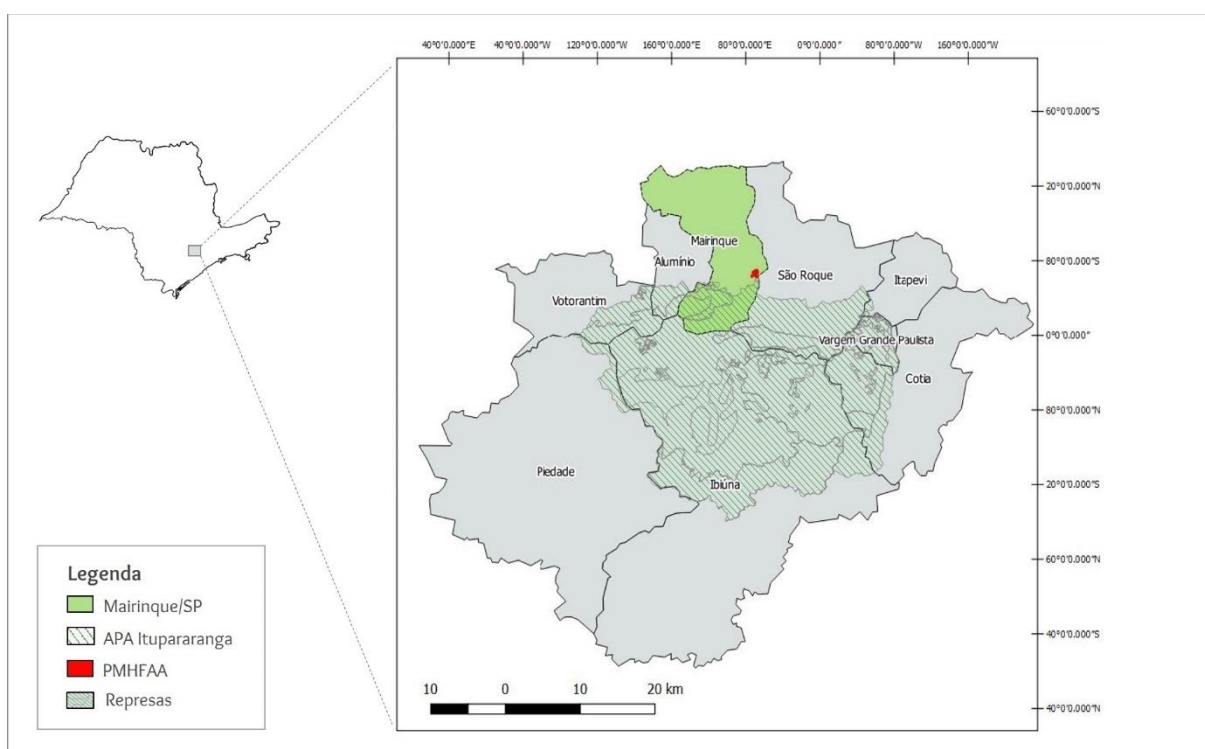 40°0'0.000"E 40°0'0.000"W 120°0'0.000"W 160°0'0.000"E 80°0'0.000"E 0°0'0.000" 80°0'0.000"W 160°0'0.000"W
60°0'0.000"S
20°0'0.000"N
80°0'0.000"S
0°0'0.000"
80°0'0.000"N
20°0'0.000"S
60°0'0.000"N
40°0'0.000"S
40°0'0.000"N
Mairinque
Alumínio
São Roque
Itapevi
Votorantim
Vargem Grande Paulista
Cotia
Piedade
Ibiúna
Legenda
Mairinque/SP
APA Itupararanga
PMHFAA
Represas
10 0 10 20 km